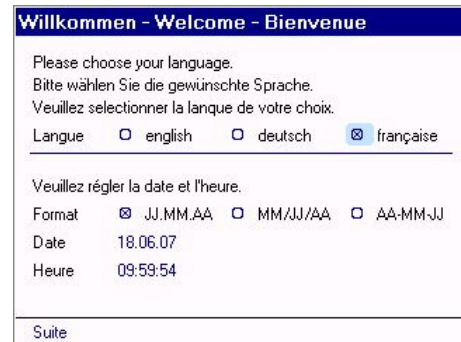 Willkommen - Welcome - Bienvenue
Please choose your language.
Bitte wählen Sie die gewünschte Sprache.
Veuillez selectionner la lanque de votre choix.
Langue english deutsch française
Veuillez régler la date et l'heure.
Format JJ.MM.AA MM/JJ/AA AA-MM-JJ
Date 18.06.07
Heure 09:59:54
Suite